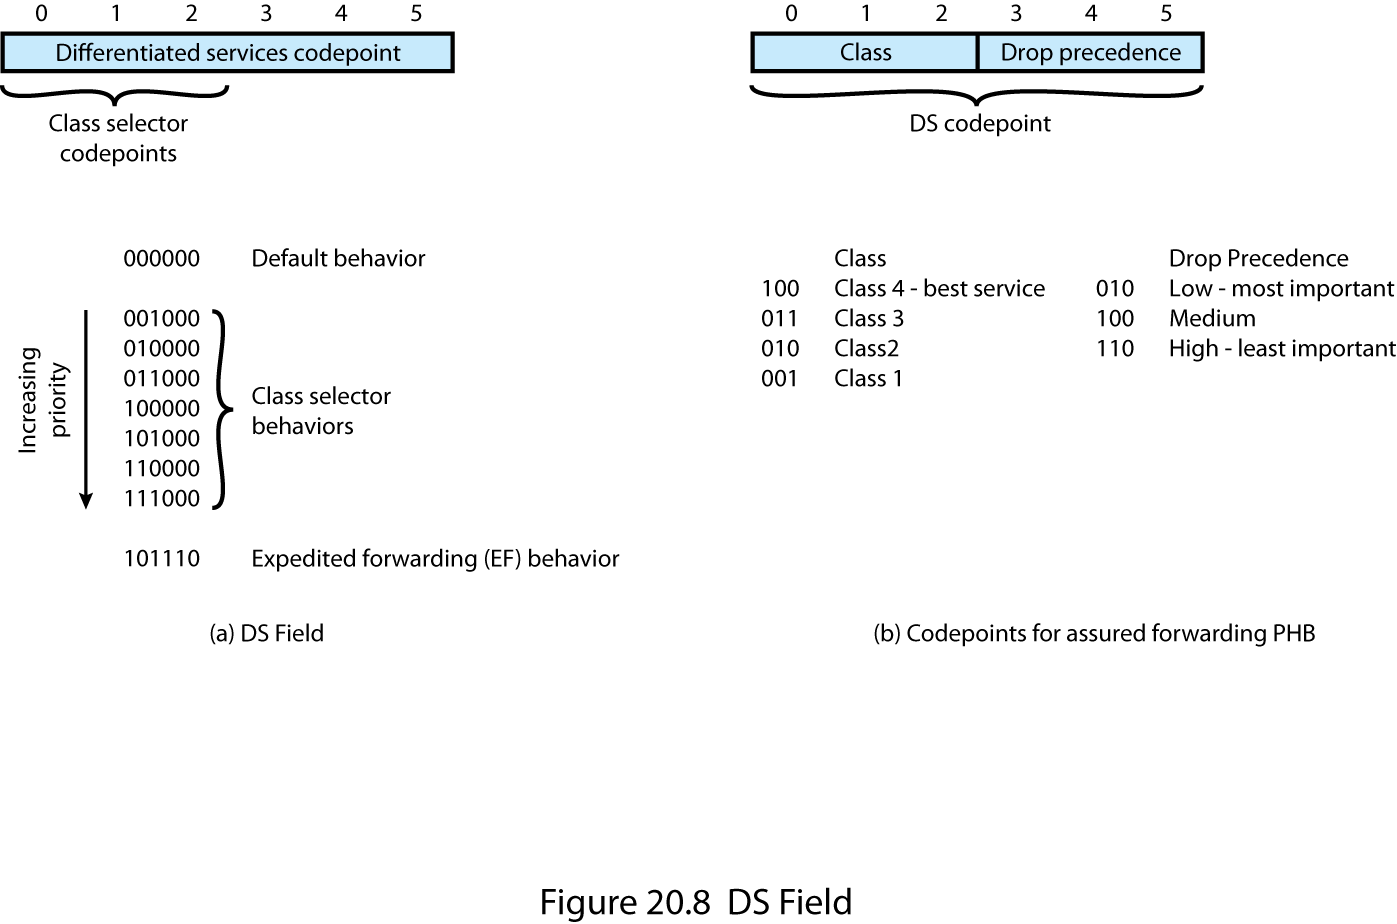 0 1 2 3 4 5
Differentiated services codepoint
Class selector
codepoints
000000 Default behavior
Increasing
priority
001000
010000
011000
100000
101000
110000
111000
Class selector
behaviors
101110 Expedited forwarding (EF) behavior
(a) DS Field
0 1 2 3 4 5
Class Drop precedence
DS codepoint
Class Drop Precedence
100 Class 4 - best service 010 Low - most important
011 Class 3 100 Medium
010 Class2 110 High - least important
001 Class 1
(b) Codepoints for assured forwarding PHB
Figure 20.8 DS Field